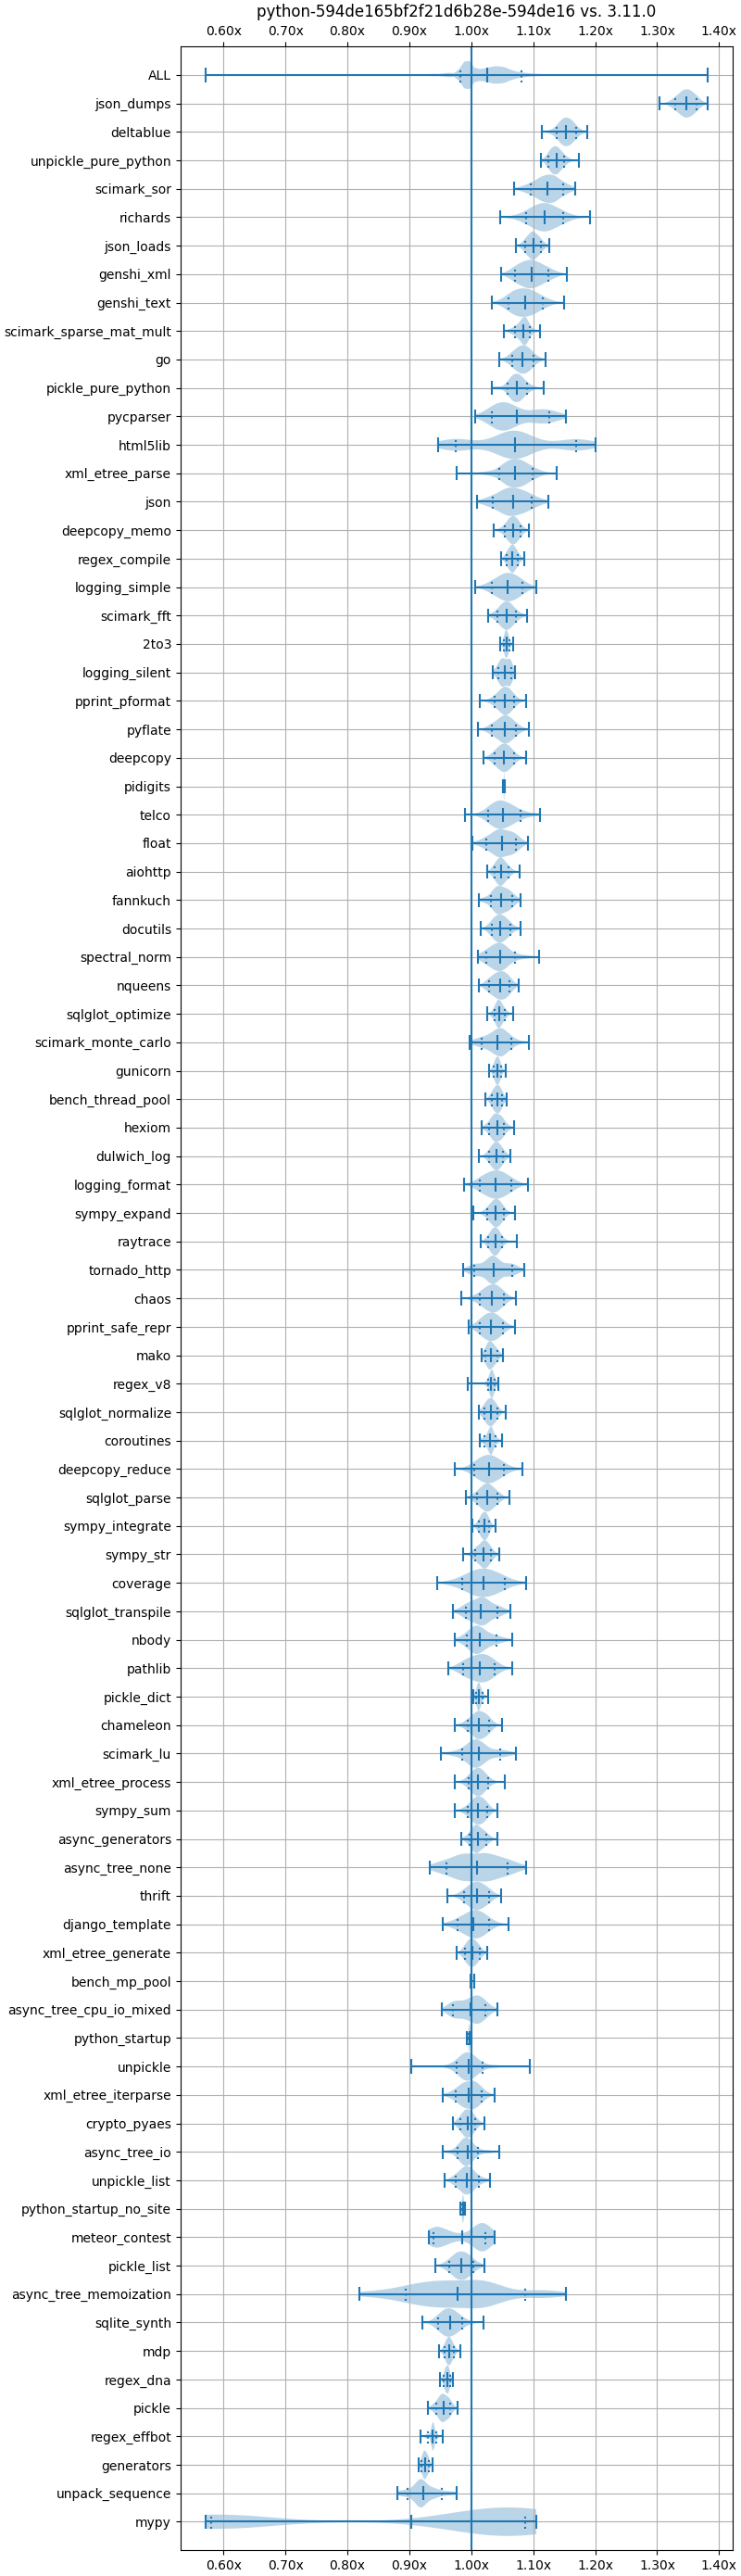 python-594de165bf2f21d6b28e-594de16 vs. 3.11.0
0.60x 0.70x 0.80x 0.90x 1.00x 1.10x 1.20x 1.30x 1.40x
ALL
json_dumps
deltablue
unpickle_pure_python
scimark_sor
richards
json_loads
genshi_xml
genshi_text
scimark_sparse_mat_mult
go
pickle_pure_python
pycparser
html5lib
xml_etree_parse
json
deepcopy_memo
regex_compile
logging_simple
scimark_fft
2to3
logging_silent
pprint_pformat
pyflate
deepcopy
pidigits
telco
float
aiohttp
fannkuch
docutils
spectral_norm
nqueens
sqlglot_optimize
scimark_monte_carlo
gunicorn
bench_thread_pool
hexiom
dulwich_log
logging_format
sympy_expand
raytrace
tornado_http
chaos
pprint_safe_repr
mako
regex_v8
sqlglot_normalize
coroutines
deepcopy_reduce
sqlglot_parse
sympy_integrate
sympy_str
coverage
sqlglot_transpile
nbody
pathlib
pickle_dict
chameleon
scimark_lu
xml_etree_process
sympy_sum
async_generators
async_tree_none
thrift
django_template
xml_etree_generate
bench_mp_pool
async_tree_cpu_io_mixed
python_startup
unpickle
xml_etree_iterparse
crypto_pyaes
async_tree_io
unpickle_list
python_startup_no_site
meteor_contest
pickle_list
async_tree_memoization
sqlite_synth
mdp
regex_dna
pickle
regex_effbot
generators
unpack_sequence
mypy
0.60x 0.70x 0.80x 0.90x 1.00x 1.10x 1.20x 1.30x 1.40x